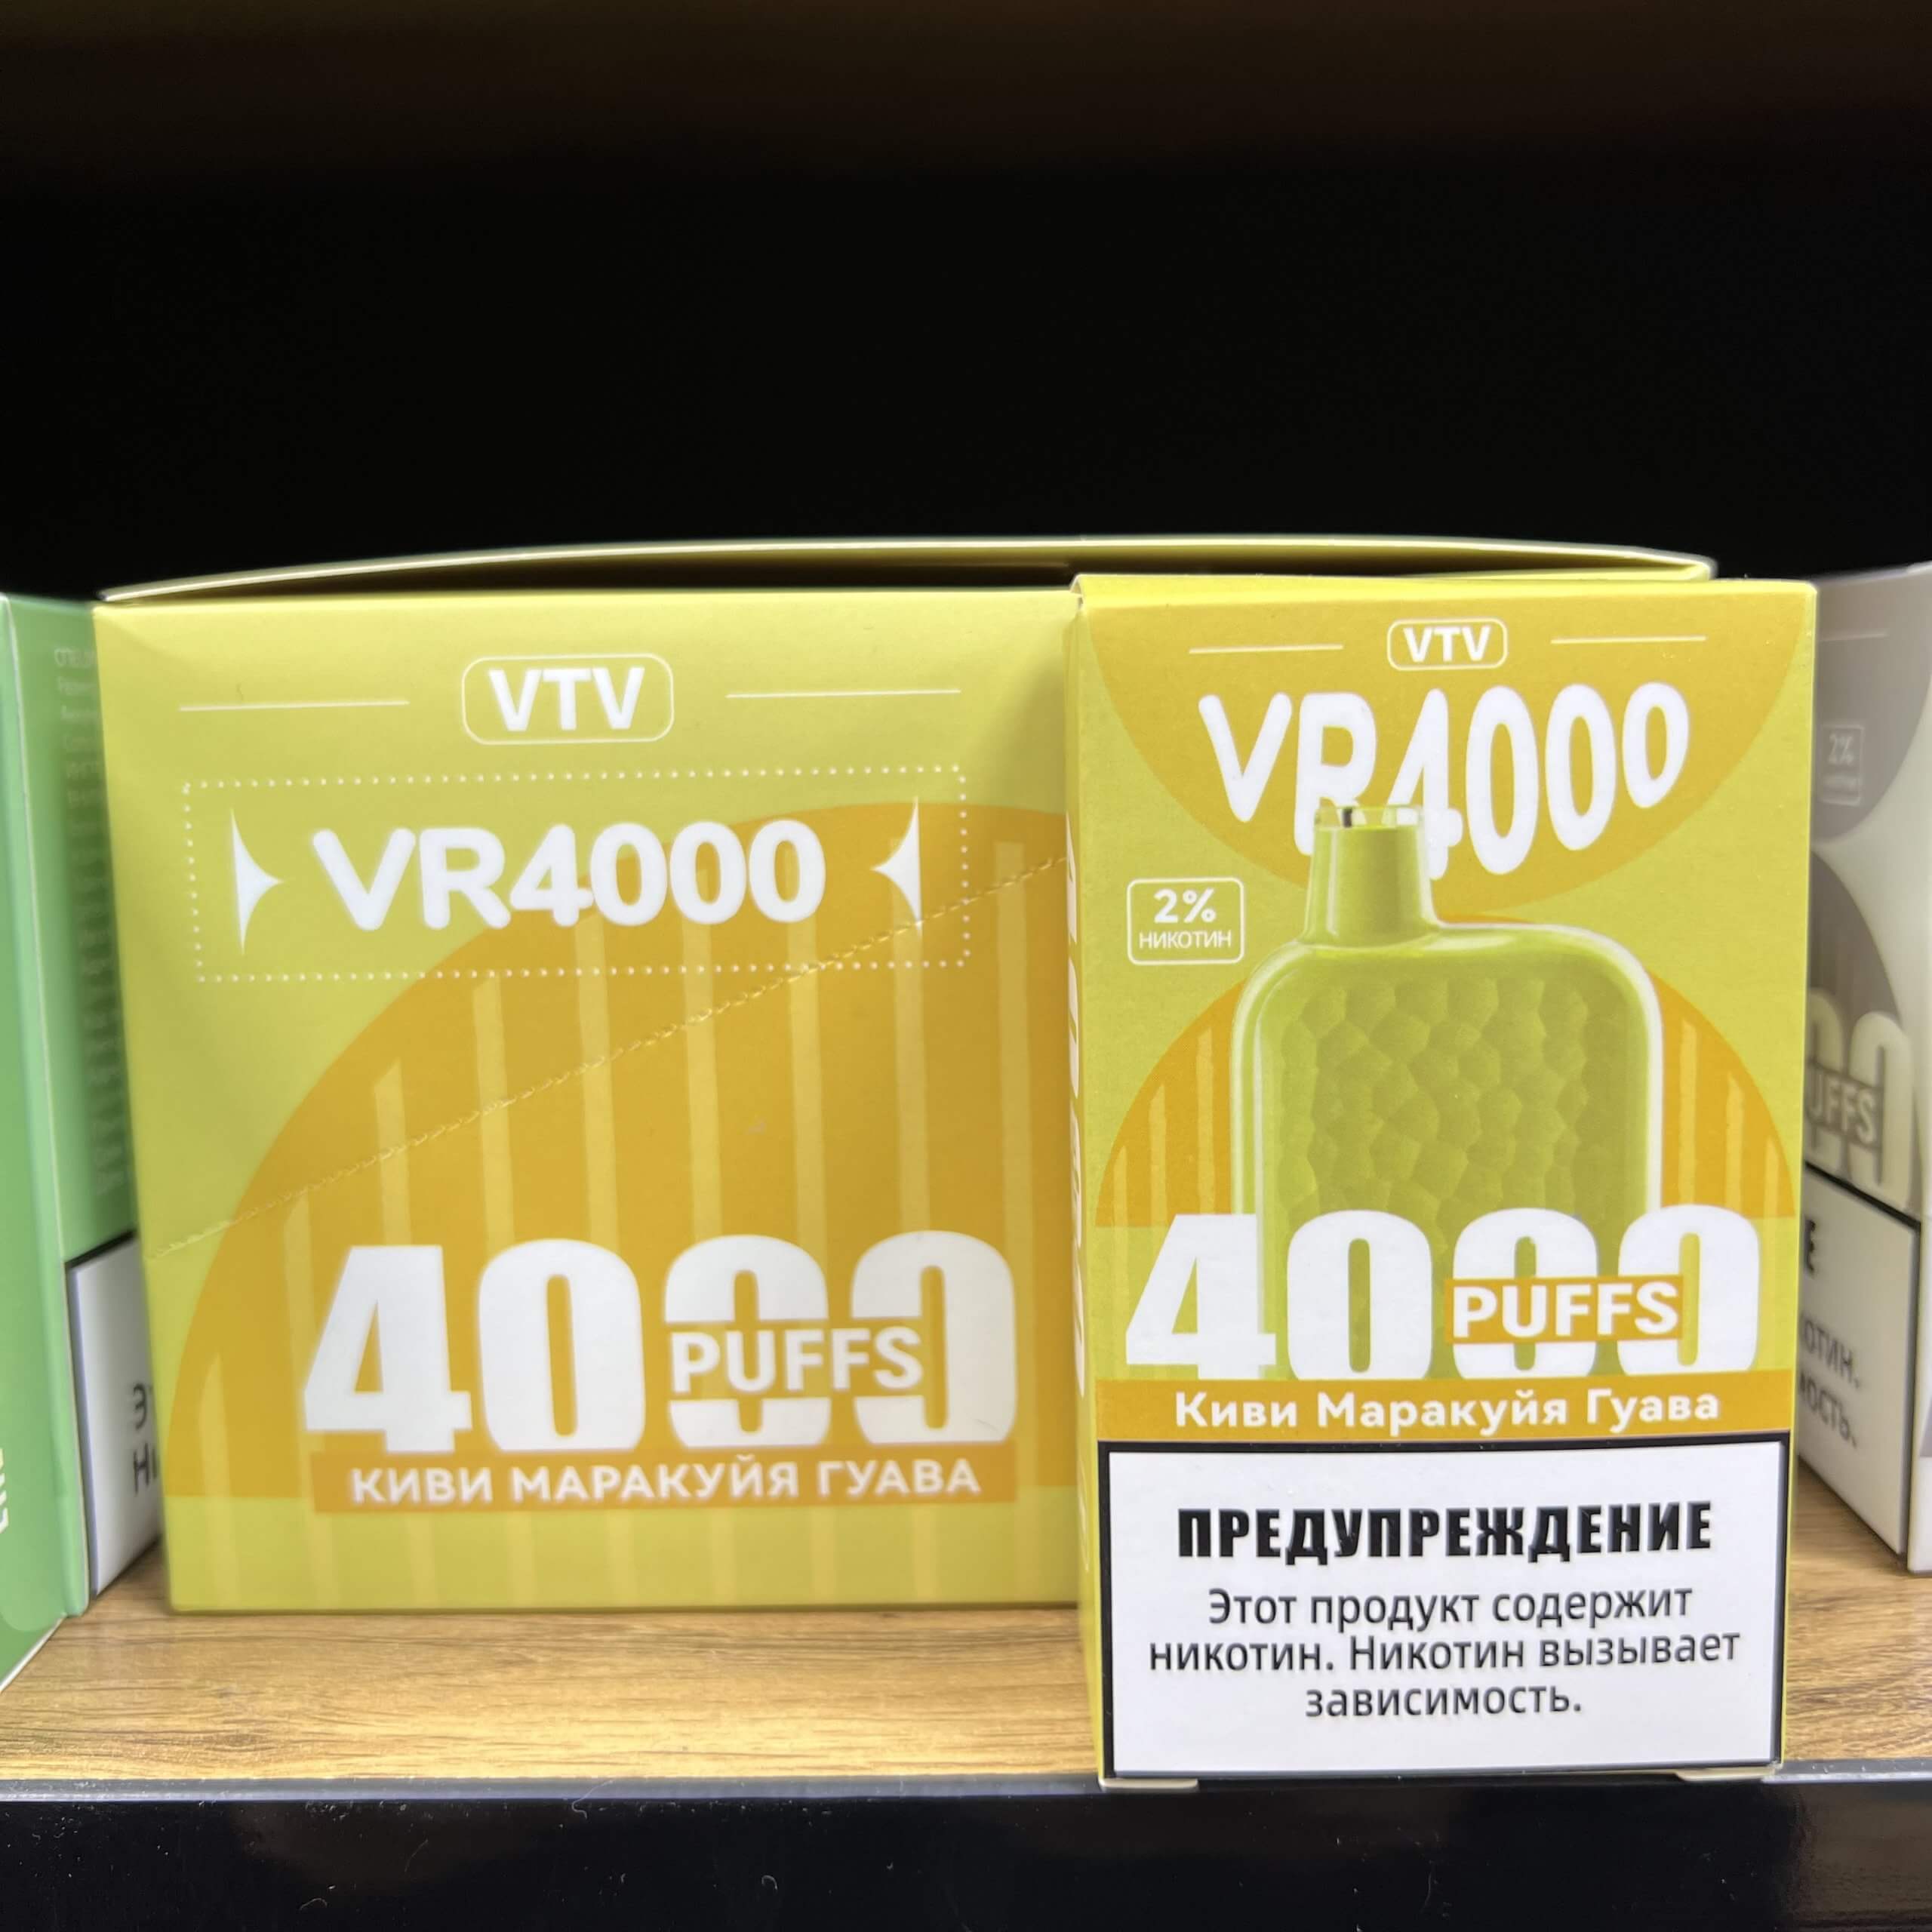 VTV
VR4000
4000
PUFFS
КИВИ МАРАКУЙЯ ГУАВА
VTV
VR4000
2%
НИКОТИН
4000
PUFFS
Киви Маракуйя Гуава
ПРЕДУПРЕЖДЕНИЕ
Этот продукт содержит
никотин. Никотин вызывает
зависимость.
2%